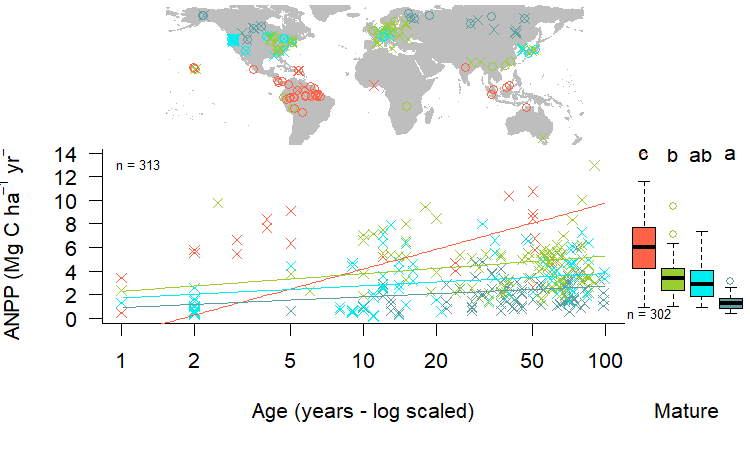 ANPP (Mg C ha⁻¹ yr⁻
14
12
10
8
6
4
2
0
n = 313
1 2 5 10 20 50 100
Age (years - log scaled)
c b ab a
n = 302
Mature